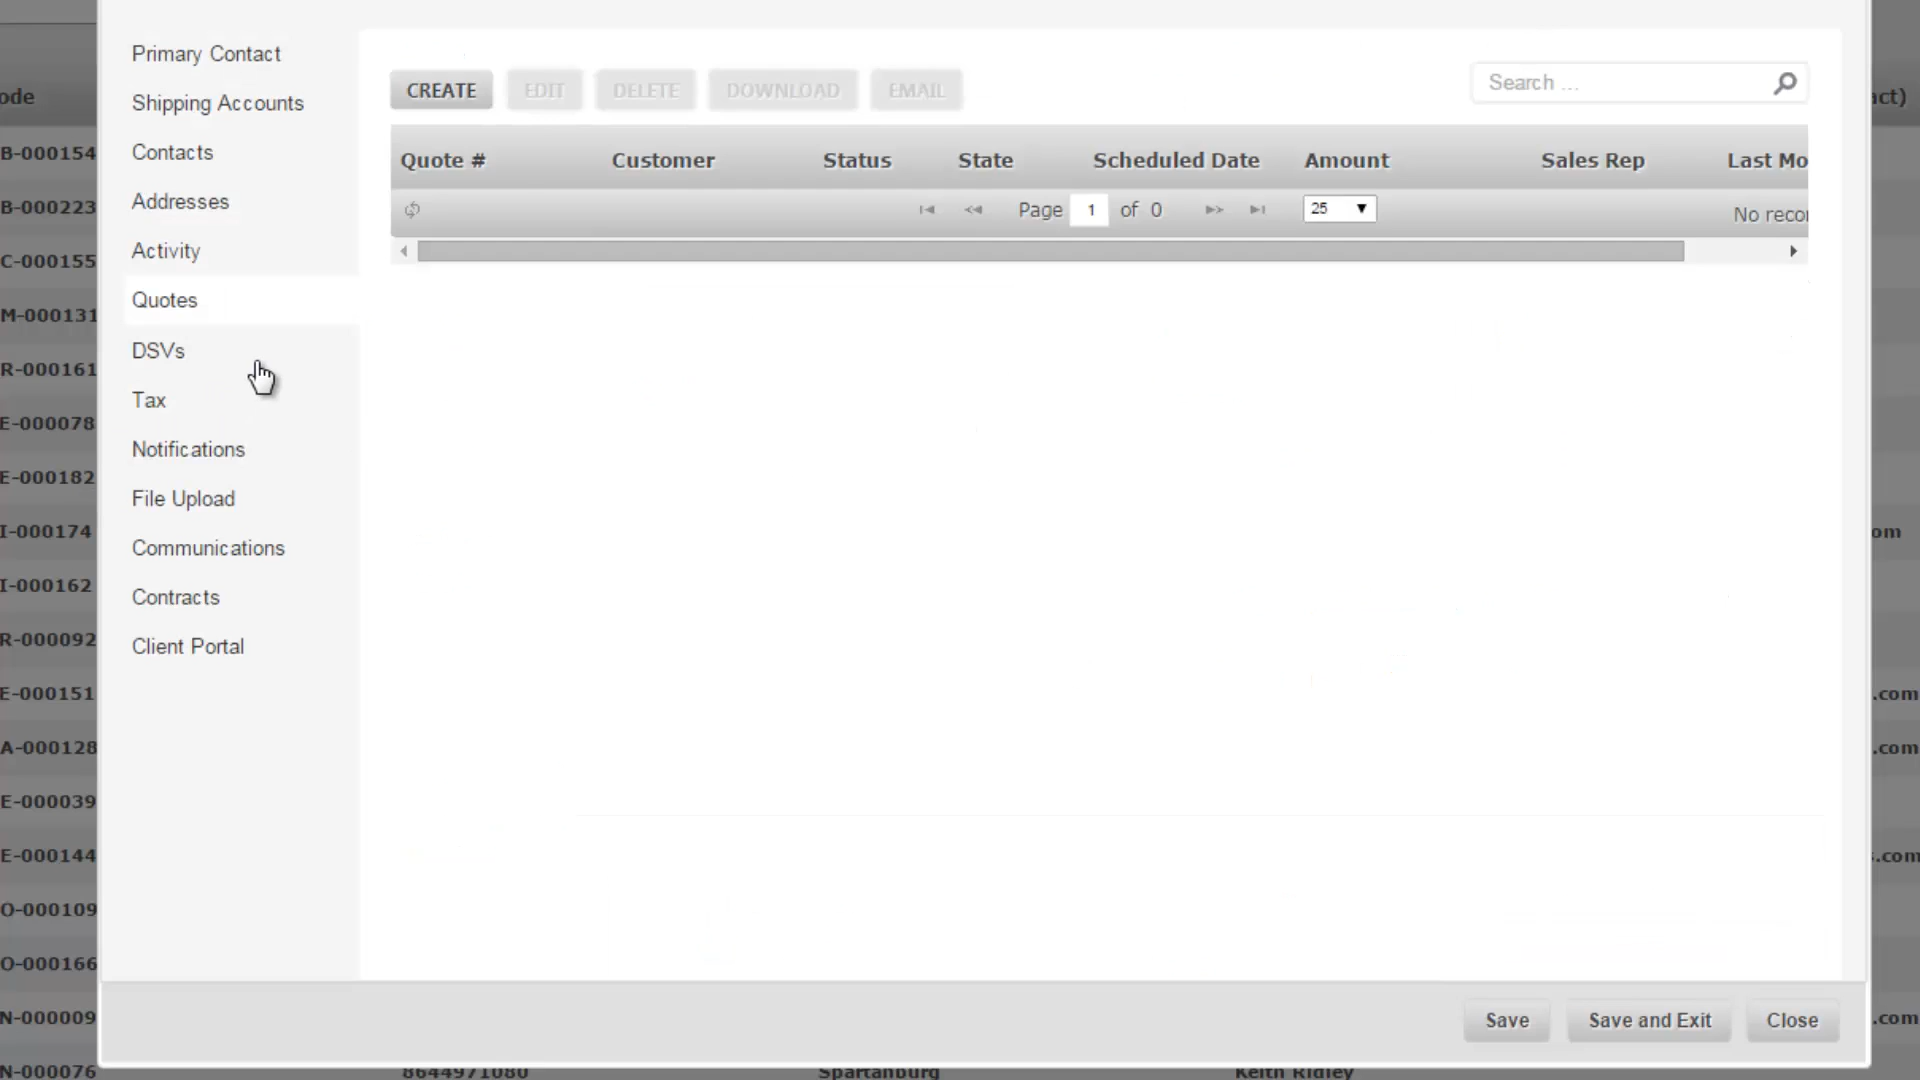 Primary Contact
Shipping Accounts
Contacts
Addresses
Activity
Quotes
DSVs
Tax
Notifications
File Upload
Communications
Contracts
Client Portal
CREATE EDIT DELETE DOWNLOAD EMAIL Search ...
Quote # Customer Status State Scheduled Date Amount Sales Rep Last Mo
Page 1 of 0 25 No recor
Save Save and Exit Close
ode
B-000154
B-000223
C-000155
M-000131
R-000161
E-000078
E-000182
I-000174
I-000162
R-000092
E-000151
A-000128
E-000039
E-000144
O-000109
O-000166
N-000009
N-000076 8644971080 Spartanburg Keith Ridley
act)
om
.com
.com
s.com
.com